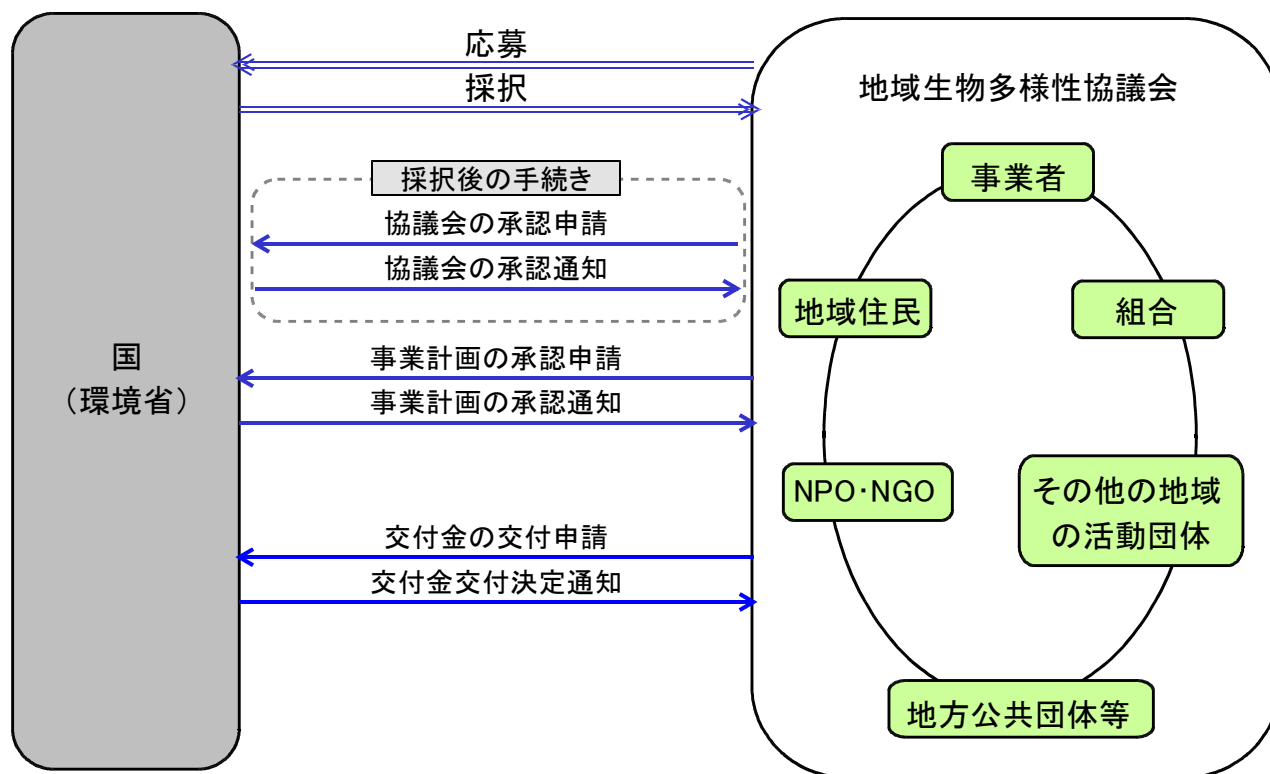 応募
採択
採択後の手続き
協議会の承認申請
協議会の承認通知
事業計画の承認申請
事業計画の承認通知
交付金の交付申請
交付金交付決定通知
国
（環境省）
地域生物多様性協議会
事業者
地域住民
組合
NPO・NGO
その他の地域
の活動団体
地方公共団体等